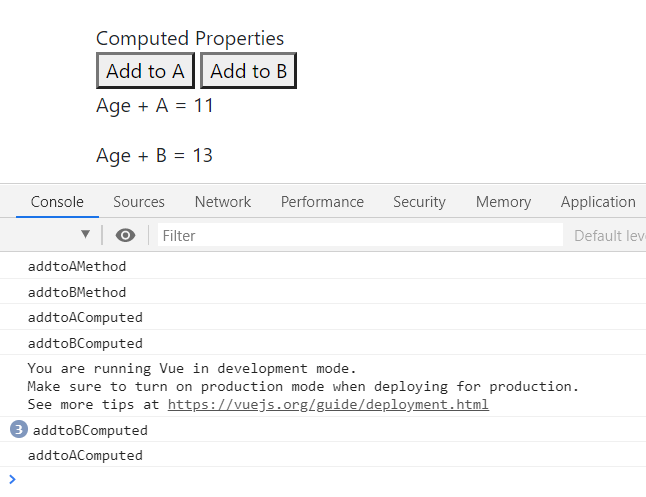 Computed Properties
Add to A Add to B
Age + A = 11
Age + B = 13
Console Sources Network Performance Security Memory Application
Filter Default lev
addtoAMethod
addtoBMethod
addtoAComputed
addtoBComputed
You are running Vue in development mode.
Make sure to turn on production mode when deploying for production.
See more tips at https://vuejs.org/guide/deployment.html
3 addtoBComputed
addtoAComputed